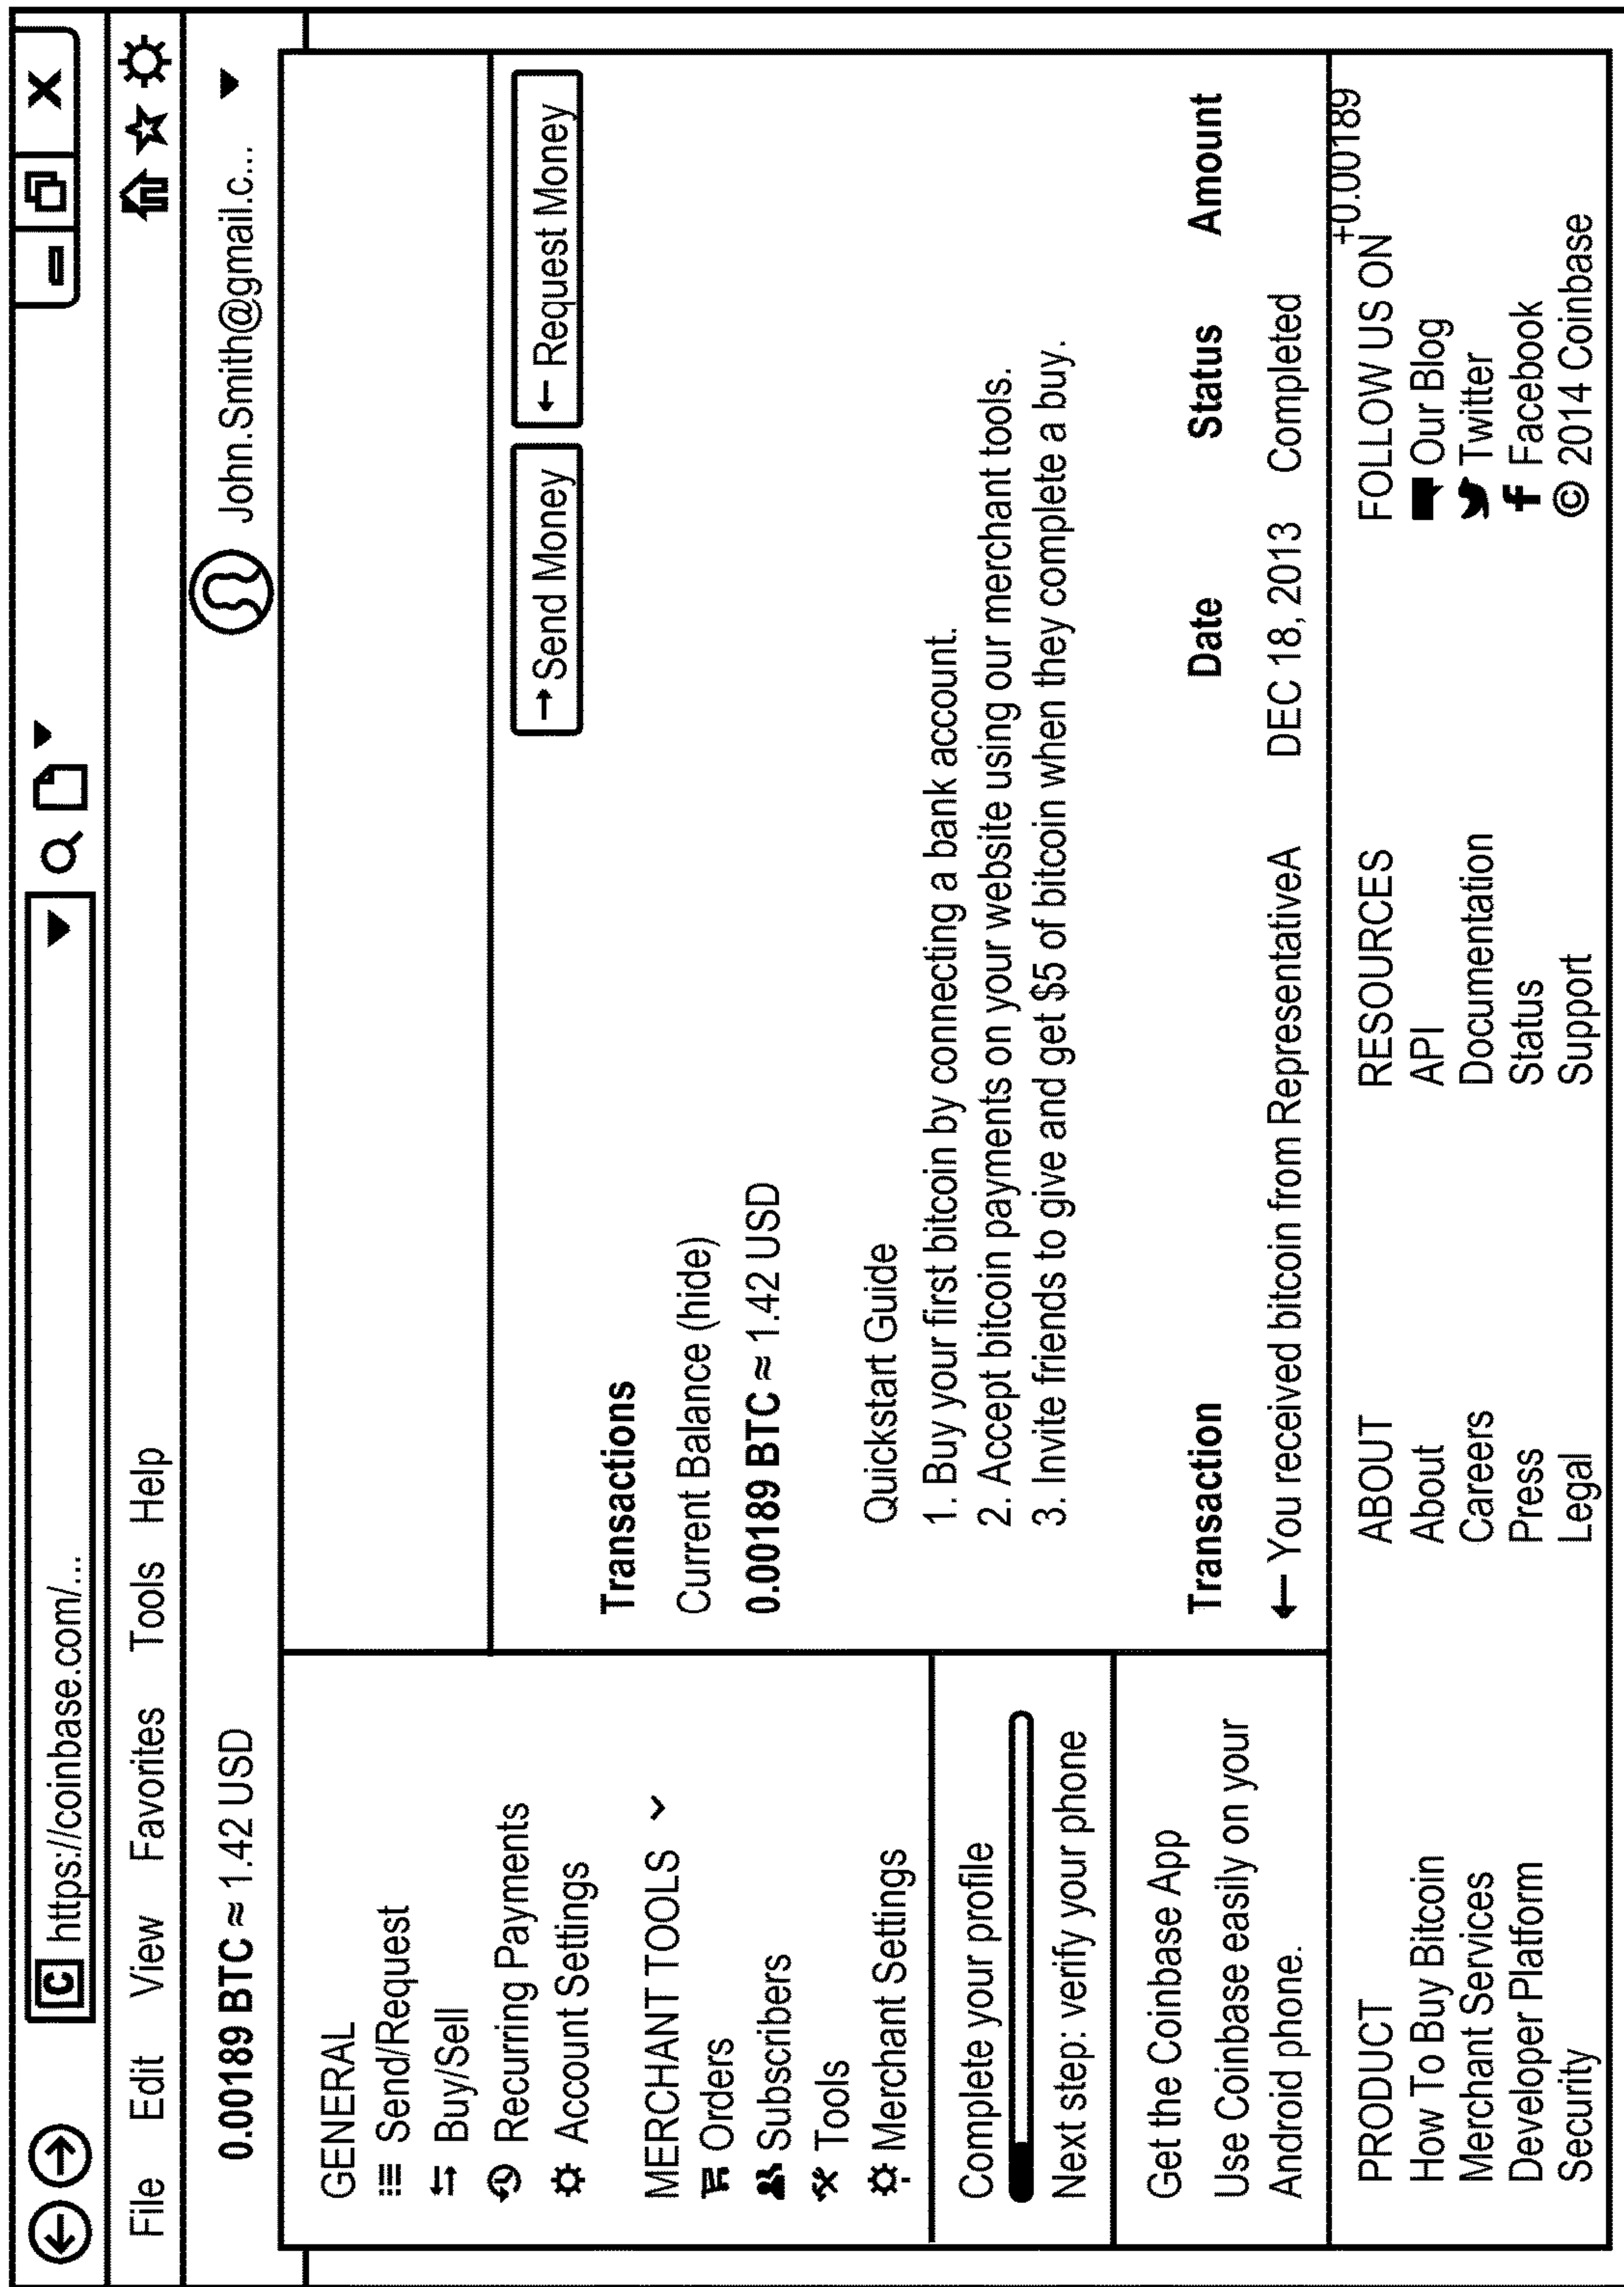 C https://coinbase.com/...
X
File Edit View Favorites Tools Help
0.00189 BTC ≈ 1.42 USD
John.Smith@gmail.c...
GENERAL
Send/Request
Buy/Sell
Recurring Payments
Account Settings
MERCHANT TOOLS
Orders
Subscribers
Tools
Merchant Settings
Complete your profile
Next step: verify your phone
Get the Coinbase App
Use Coinbase easily on your
Android phone.
→ Send Money
← Request Money
Transactions
Current Balance (hide)
0.00189 BTC ≈ 1.42 USD
Quickstart Guide
1. Buy your first bitcoin by connecting a bank account.
2. Accept bitcoin payments on your website using our merchant tools.
3. Invite friends to give and get $5 of bitcoin when they complete a buy.
Transaction Date Status Amount
← You received bitcoin from RepresentativeA DEC 18, 2013 Completed
+0.00189
PRODUCT
How To Buy Bitcoin
Merchant Services
Developer Platform
Security
ABOUT
About
Careers
Press
Legal
RESOURCES
API
Documentation
Status
Support
FOLLOW US ON
Our Blog
Twitter
f Facebook
© 2014 Coinbase